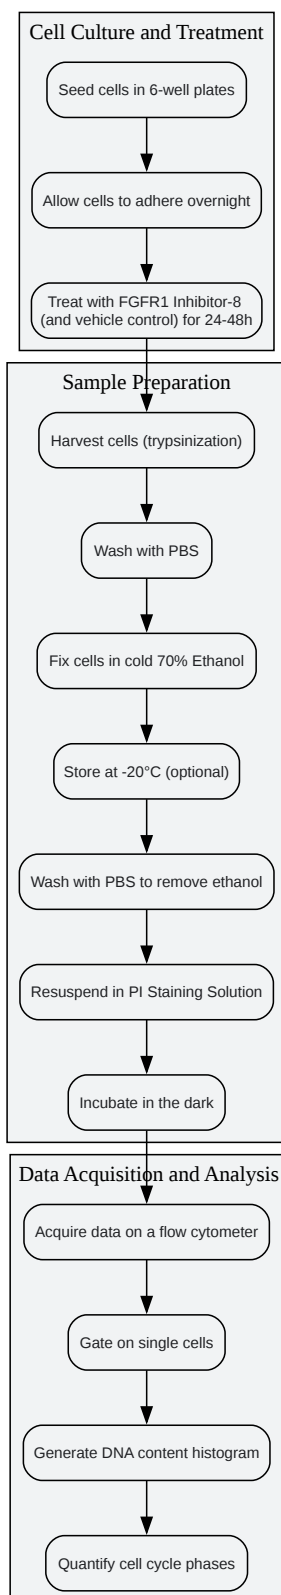 Cell Culture and Treatment
Seed cells in 6-well plates
Allow cells to adhere overnight
Treat with FGFR1 Inhibitor-8
(and vehicle control) for 24-48h
Sample Preparation
Harvest cells (trypsinization)
Wash with PBS
Fix cells in cold 70% Ethanol
Store at -20°C (optional)
Wash with PBS to remove ethanol
Resuspend in PI Staining Solution
Incubate in the dark
Data Acquisition and Analysis
Acquire data on a flow cytometer
Gate on single cells
Generate DNA content histogram
Quantify cell cycle phases